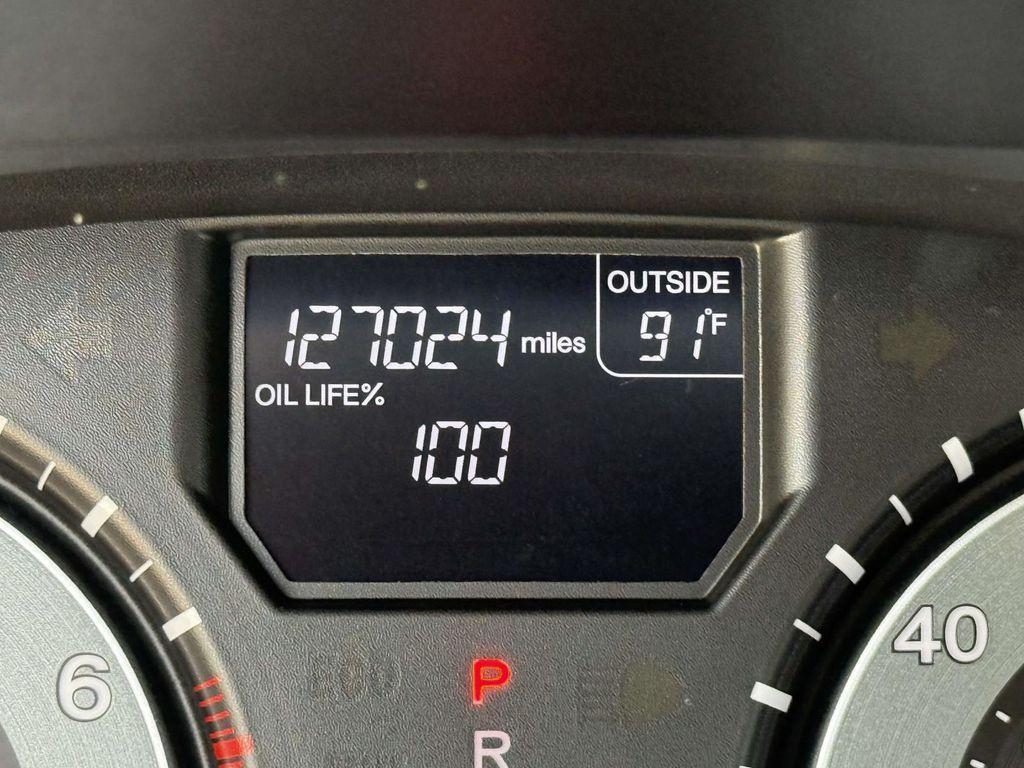 OUTSIDE
127024 miles
91°F
OIL LIFE%
100
6
40
P
R